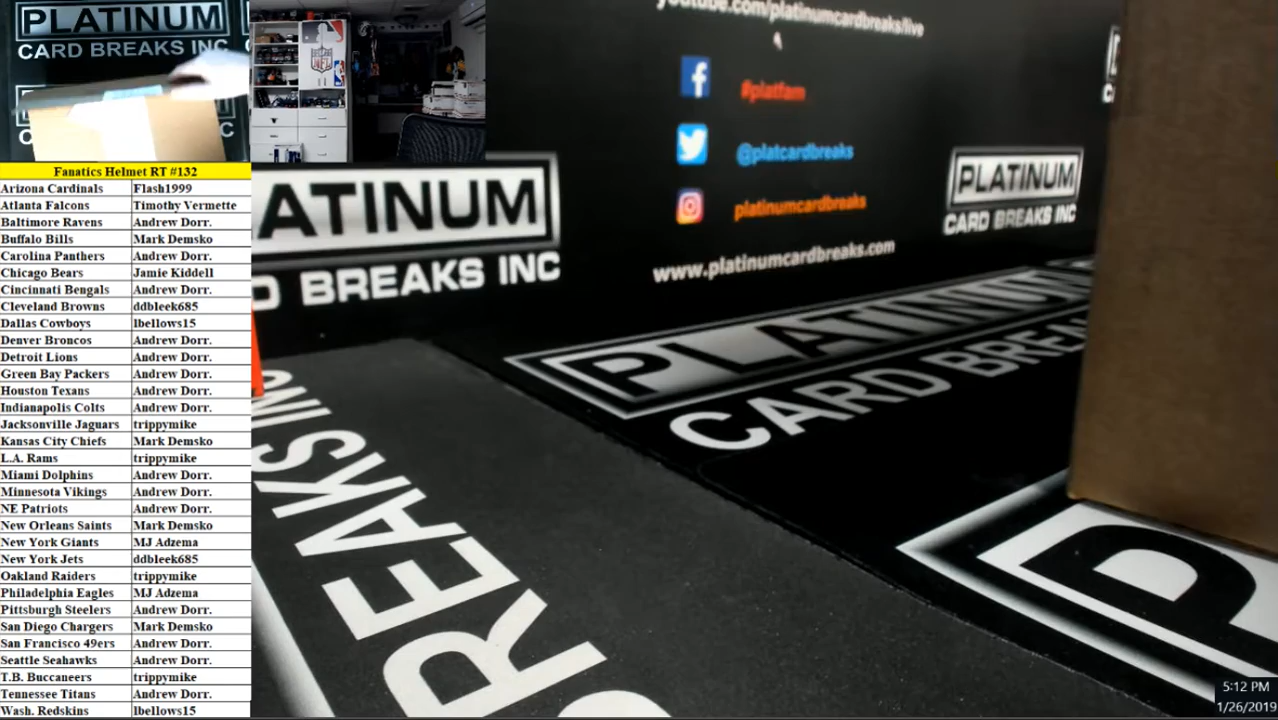 PLATINUM
CARD BREAKS INC
NFL
Fanatics Helmet RT #132
Arizona Cardinals Flash1999
Atlanta Falcons Timothy Vermette
Baltimore Ravens Andrew Dorr.
Buffalo Bills Mark Demsko
Carolina Panthers Andrew Dorr.
Chicago Bears Jamie Kiddell
Cincinnati Bengals Andrew Dorr.
Cleveland Browns ddbleek685
Dallas Cowboys lbellows15
Denver Broncos Andrew Dorr.
Detroit Lions Andrew Dorr.
Green Bay Packers Andrew Dorr.
Houston Texans Andrew Dorr.
Indianapolis Colts Andrew Dorr.
Jacksonville Jaguars trippymike
Kansas City Chiefs Mark Demsko
L.A. Rams trippymike
Miami Dolphins Andrew Dorr.
Minnesota Vikings Andrew Dorr.
NE Patriots Andrew Dorr.
New Orleans Saints Mark Demsko
New York Giants MJ Adzema
New York Jets ddbleek685
Oakland Raiders trippymike
Philadelphia Eagles MJ Adzema
Pittsburgh Steelers Andrew Dorr.
San Diego Chargers Mark Demsko
San Francisco 49ers Andrew Dorr.
Seattle Seahawks Andrew Dorr.
T.B. Buccaneers trippymike
Tennessee Titans Andrew Dorr.
Wash. Redskins lbellows15
youtube.com/platinumcardbreaks/live
#platfam
@platcardbreaks
platinumcardbreaks
www.platinumcardbreaks.com
ATINUM
D BREAKS INC
PLATINUM
CARD BREAKS INC
PLATINUM
CARD BREA
REAKS INC
P
5:12 PM
1/26/2019